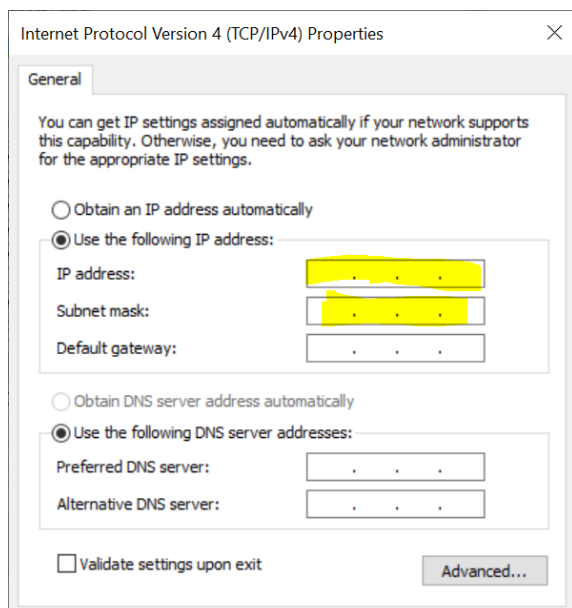 Internet Protocol Version 4 (TCP/IPv4) Properties
General
You can get IP settings assigned automatically if your network supports
this capability. Otherwise, you need to ask your network administrator
for the appropriate IP settings.
Obtain an IP address automatically
Use the following IP address:
IP address: . . .
Subnet mask: . . .
Default gateway: . . .
Obtain DNS server address automatically
Use the following DNS server addresses:
Preferred DNS server: . . .
Alternative DNS server: . . .
Validate settings upon exit
Advanced...